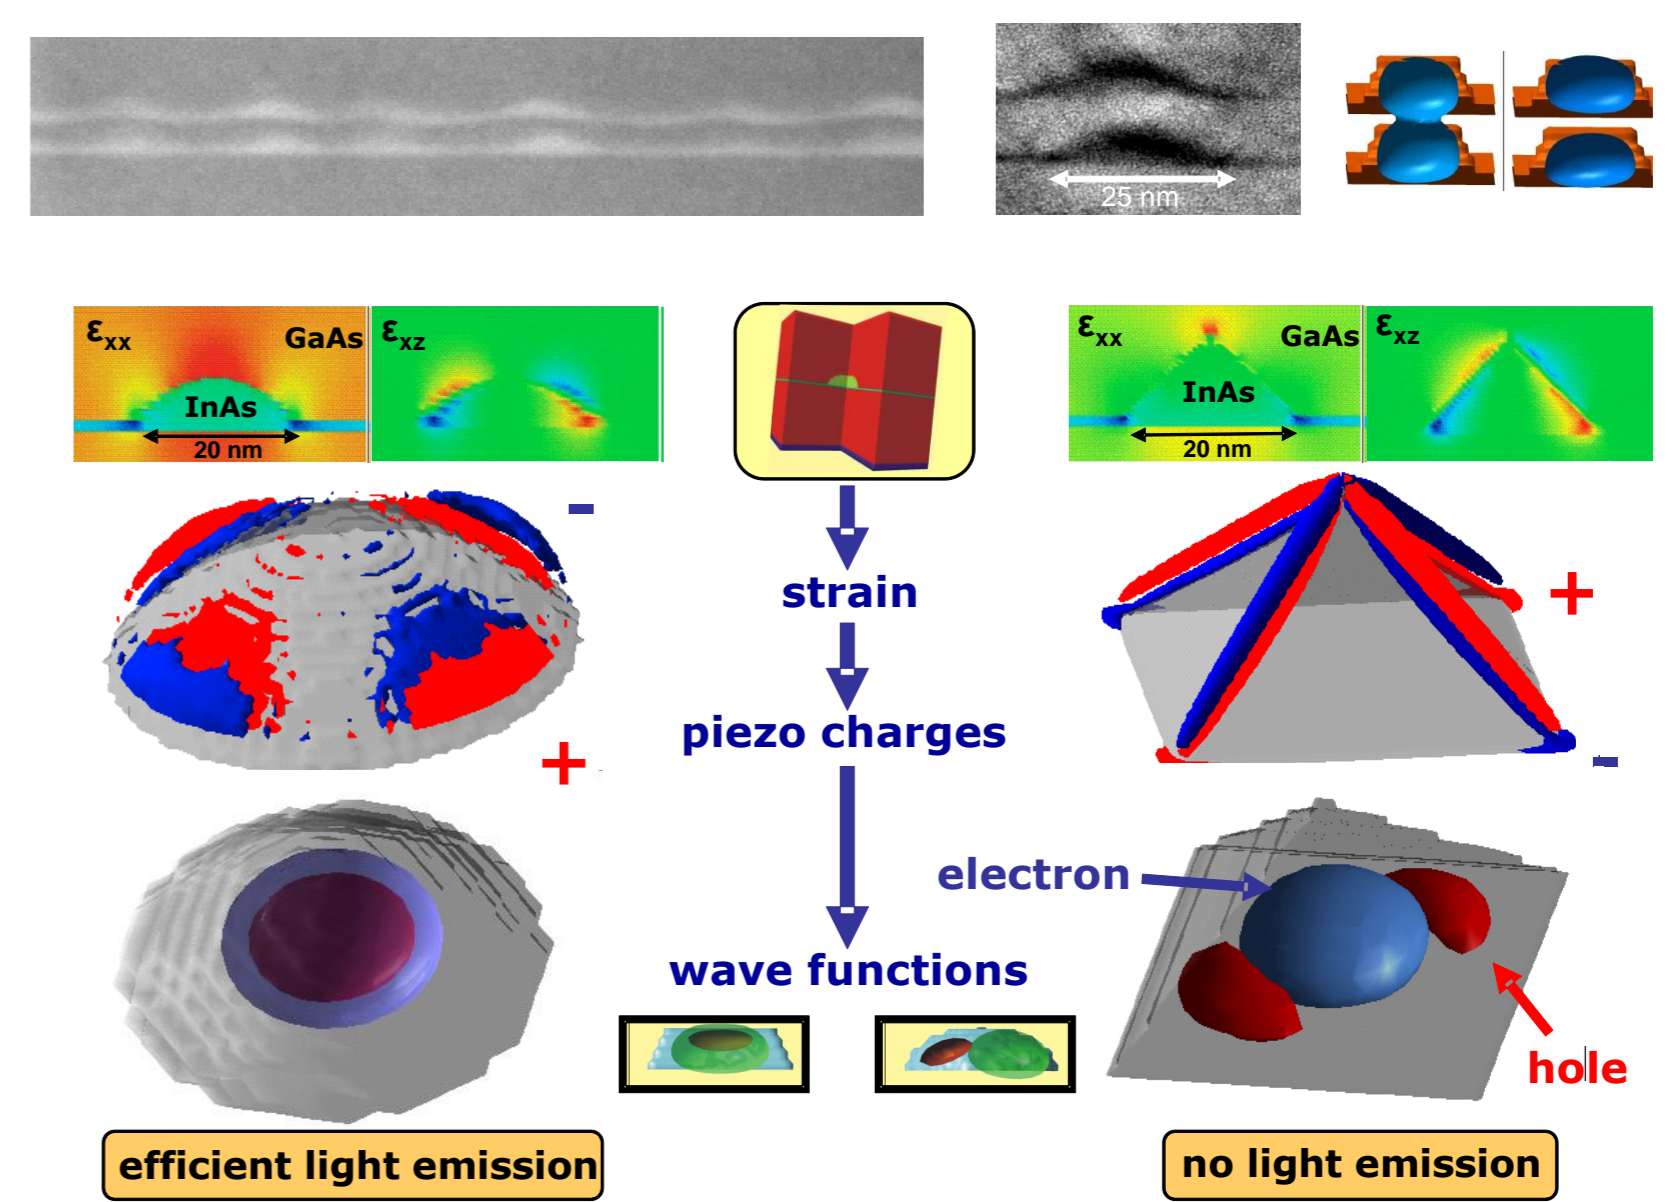 25 nm
εxx
GaAs
InAs
20 nm
εxz
εxx
GaAs
InAs
20 nm
εxz
-
+
strain
+
-
piezo charges
electron
hole
wave functions
efficient light emission
no light emission